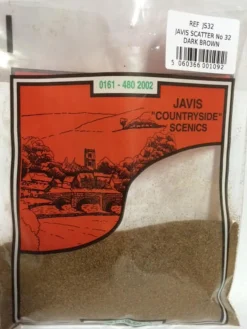 REF JS32
JAVIS SCATTER No 32
DARK BROWN
5 060366 001092
0161 - 480 2002
JAVIS
"COUNTRYSIDE"
SCENICS